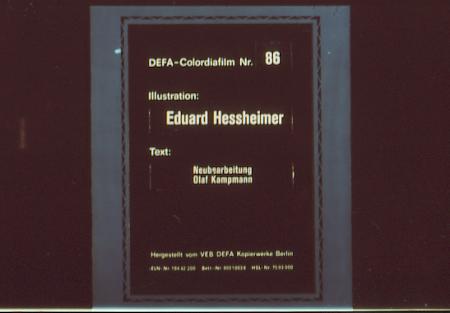 DEFA-Colordiafilm Nr. 86
Illustration:
Eduard Hessheimer
Text:
Neubearbeitung
Olaf Kampmann
Hergestellt vom VEB DEFA Kopierwerke Berlin